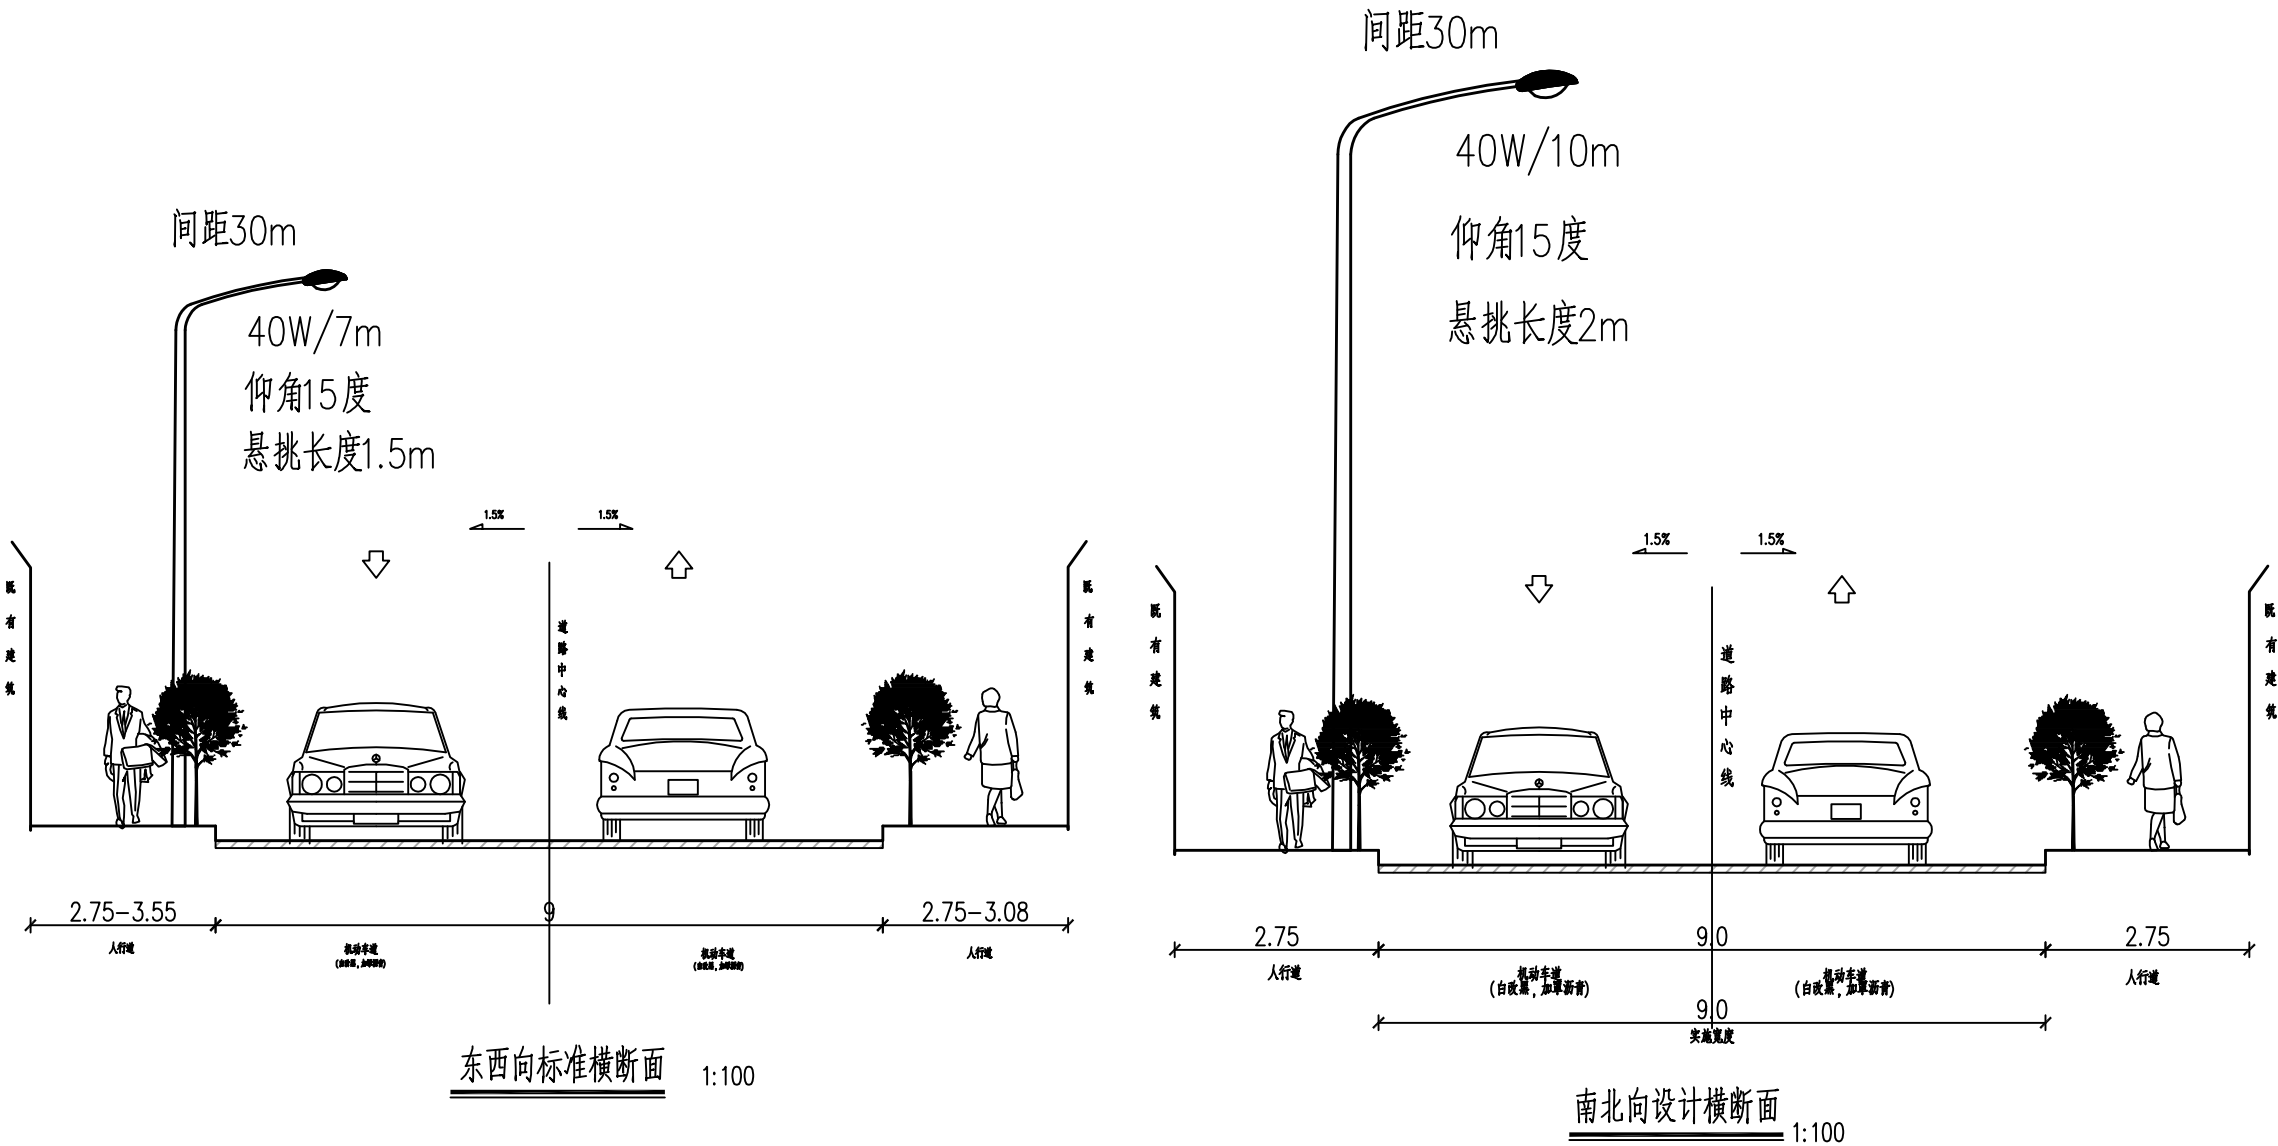 间距30m
40W/7m
仰角15度
悬挑长度1.5m
1.5%
1.5%
既有建筑
道路中心线
既有建筑
2.75-3.55
9
2.75-3.08
人行道
机动车道
机动车道
人行道
东西向标准横断面
1:100
间距30m
40W/10m
仰角15度
悬挑长度2m
1.5%
1.5%
既有建筑
道路中心线
既有建筑
2.75
9.0
2.75
人行道
机动车道
(白改黑,加罩沥青)
机动车道
(白改黑,加罩沥青)
人行道
9.0
实施宽度
南北向设计横断面
1:100